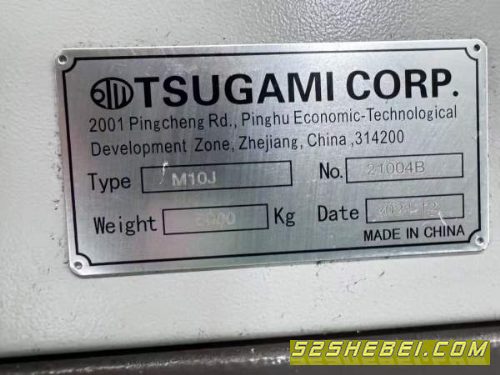 TSUGAMI CORP.
2001 Pingcheng Rd., Pinghu Economic-Technological
Development Zone, Zhejiang, China ,314200
Type M10J No. 21004B
Weight Kg Date
MADE IN CHINA
52SHEBEI.COM